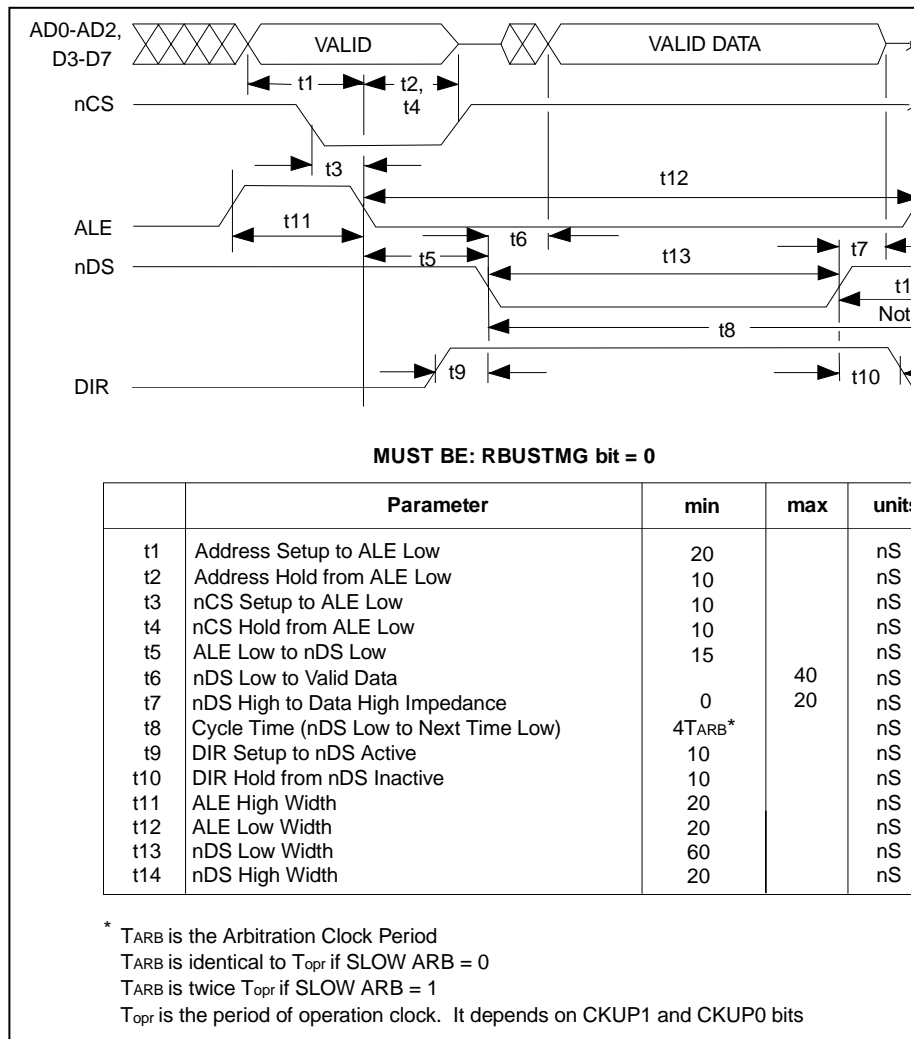 AD0-AD2,
D3-D7
VALID
VALID DATA
t1
t2,
t4
nCS
t3
t12
ALE
t11
t6
t5
t13
t7
nDS
t1
Not
t8
t9
t10
DIR
MUST BE: RBUSTMG bit = 0
Parameter min max units
t1 Address Setup to ALE Low 20 nS
t2 Address Hold from ALE Low 10 nS
t3 nCS Setup to ALE Low 10 nS
t4 nCS Hold from ALE Low 10 nS
t5 ALE Low to nDS Low 15 nS
t6 nDS Low to Valid Data 40 nS
t7 nDS High to Data High Impedance 0 20 nS
t8 Cycle Time (nDS Low to Next Time Low) 4TARB* nS
t9 DIR Setup to nDS Active 10 nS
t10 DIR Hold from nDS Inactive 10 nS
t11 ALE High Width 20 nS
t12 ALE Low Width 20 nS
t13 nDS Low Width 60 nS
t14 nDS High Width 20 nS
* TARB is the Arbitration Clock Period
TARB is identical to Topr if SLOW ARB = 0
TARB is twice Topr if SLOW ARB = 1
Topr is the period of operation clock. It depends on CKUP1 and CKUP0 bits